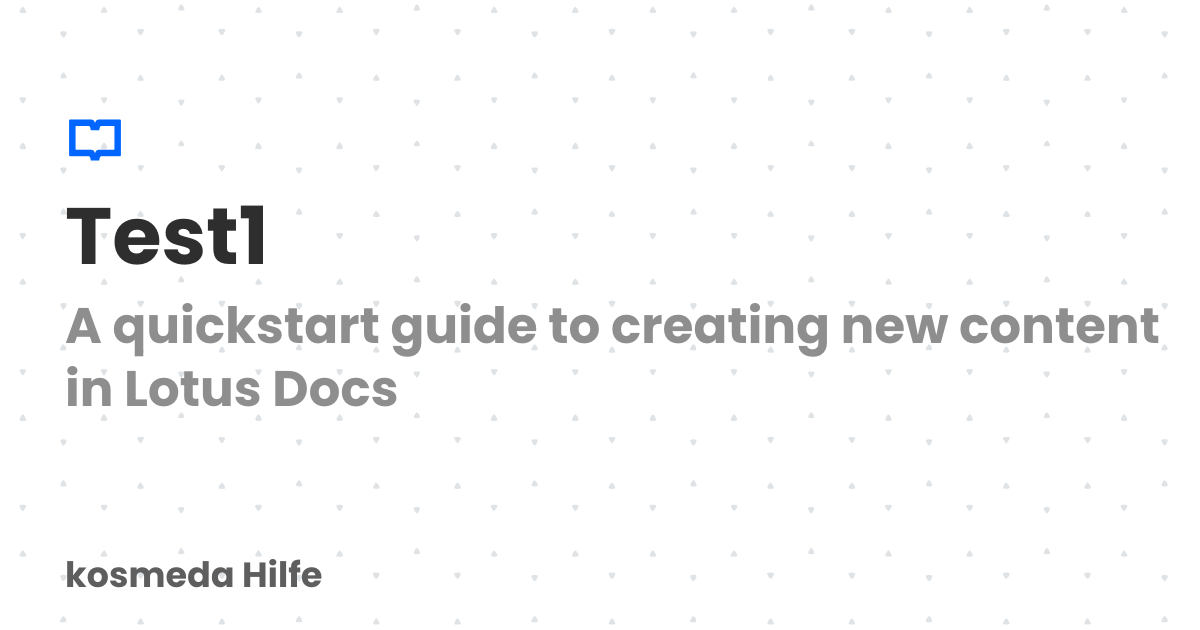 Test1
A quickstart guide to creating new content
in Lotus Docs
kosmeda Hilfe